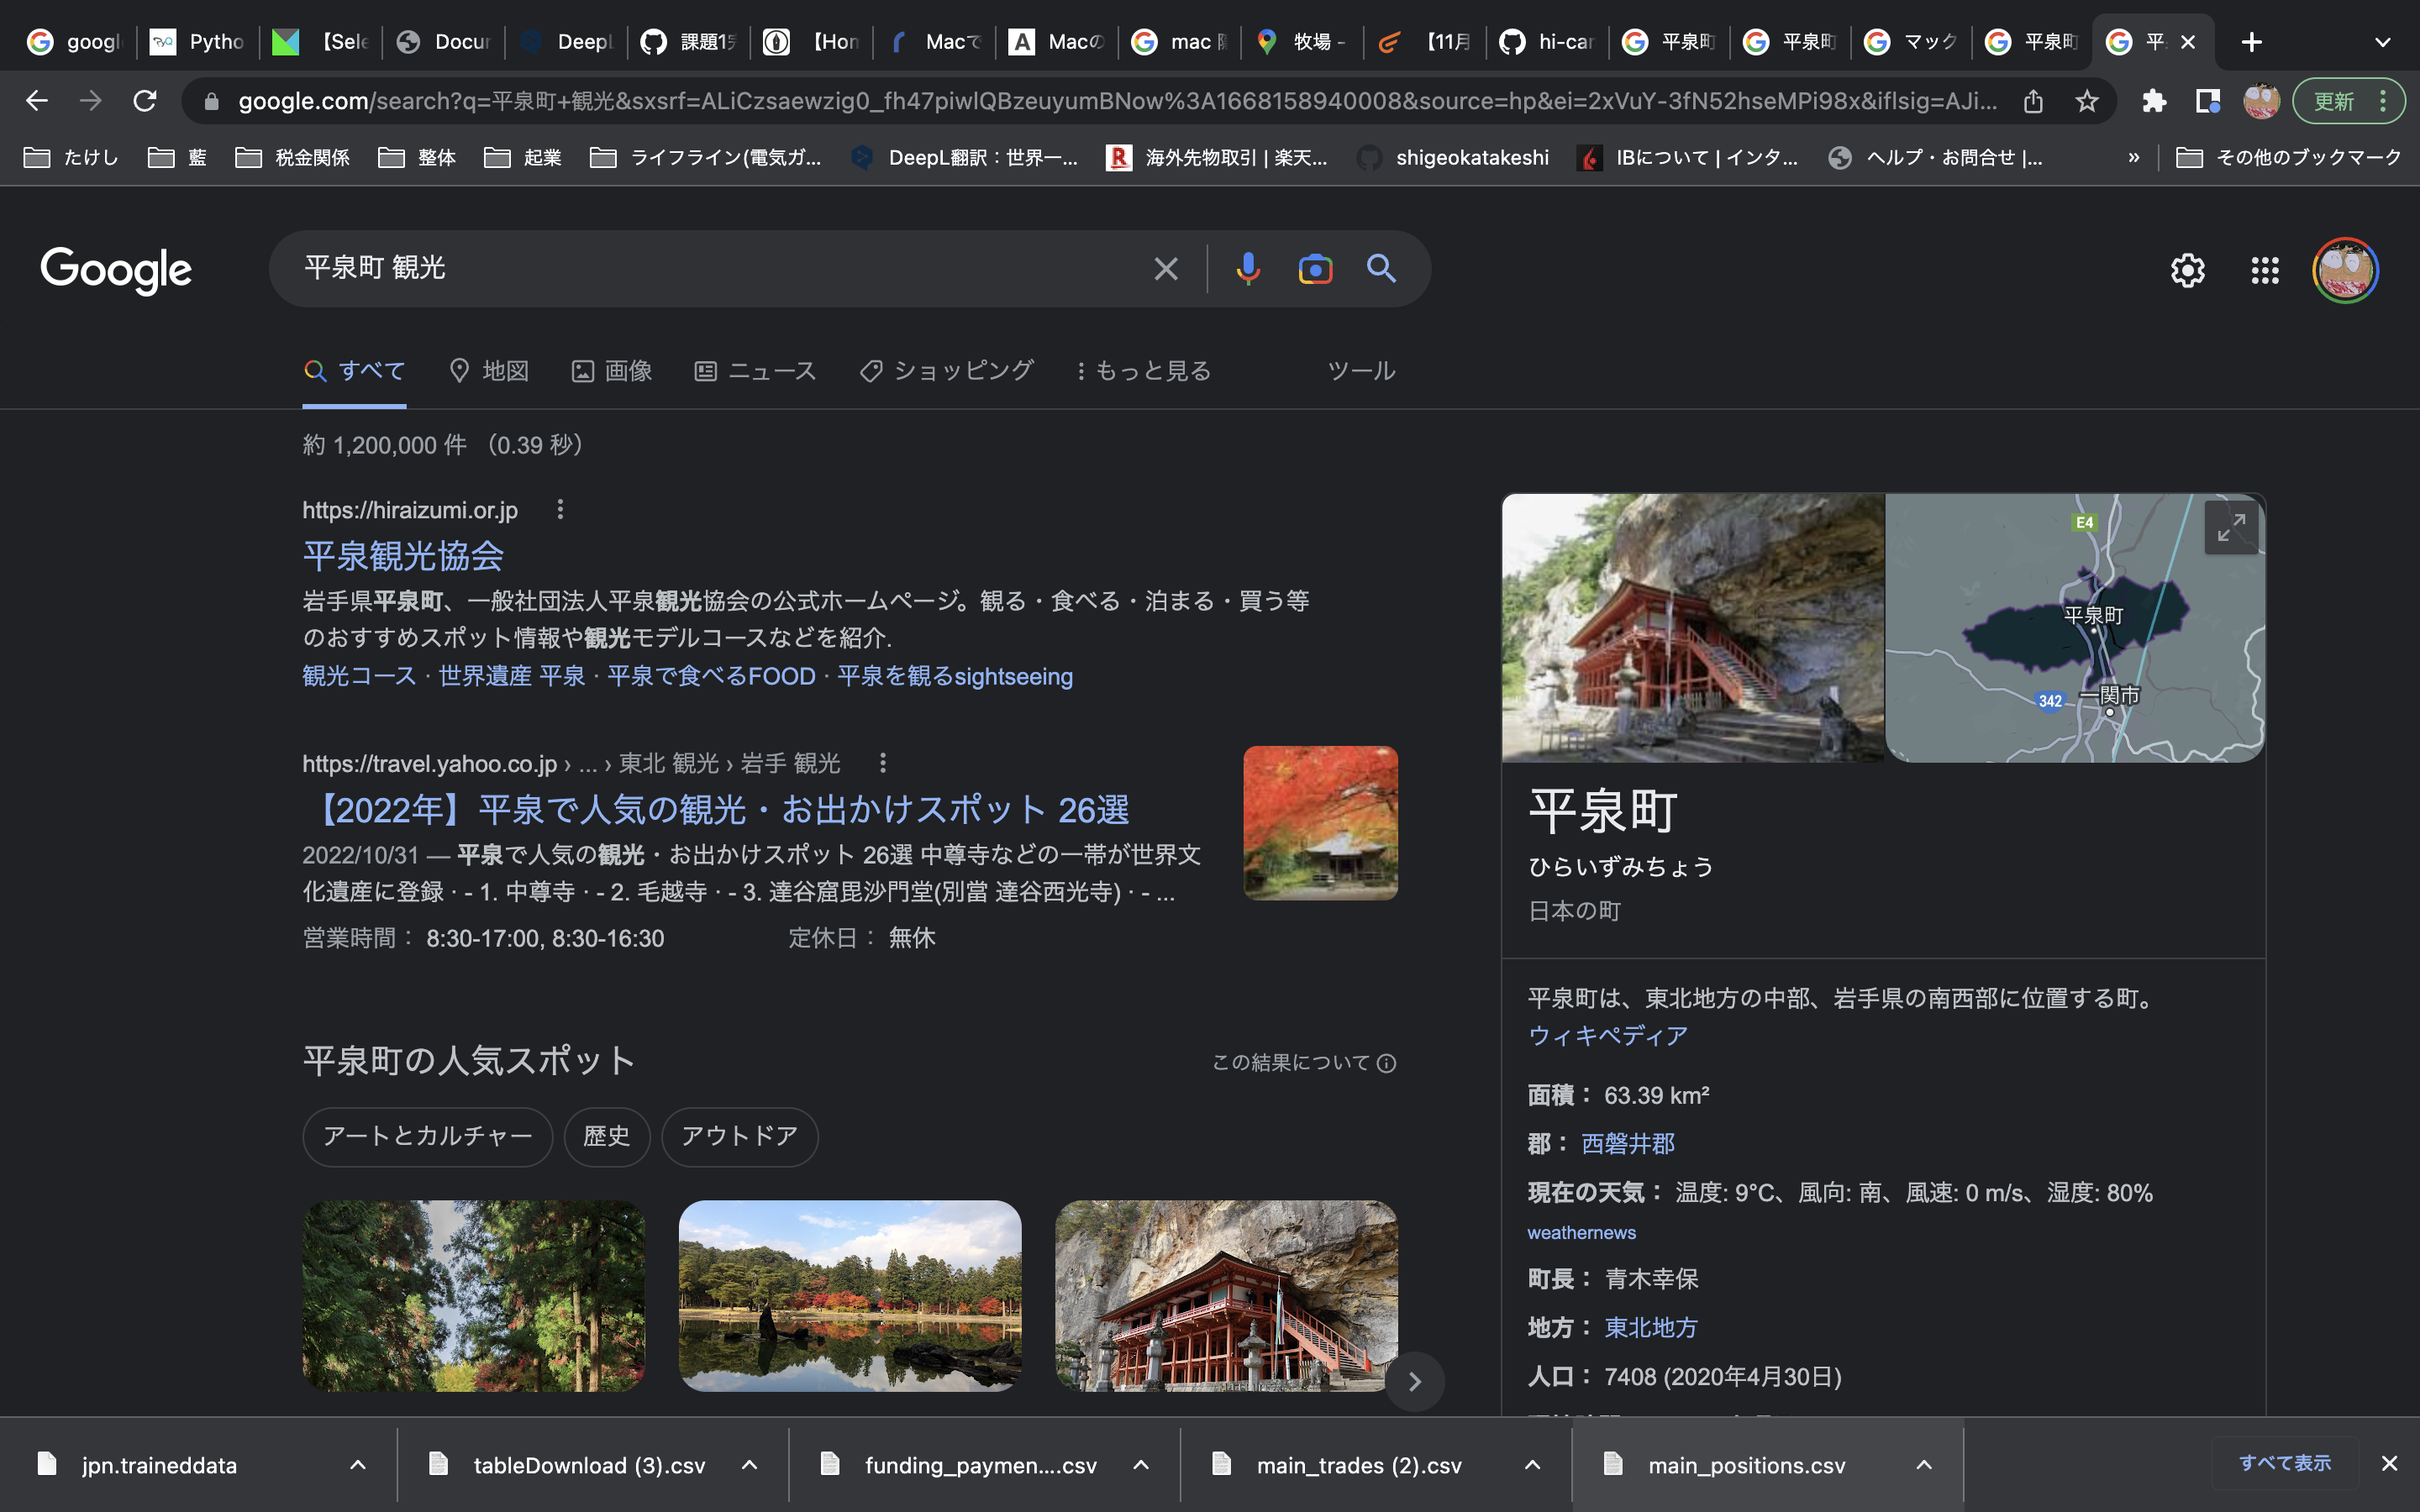 googl
Pytho
【Sele
Docur
DeepL
課題1完
【Hon
Macで
Macの
mac
牧場 -
【11月
hi-car
平泉町
平泉町
マック
平泉町
平
google.com/search?q=平泉町+観光&sxsrf=ALiCzsaewzig0_fh47piwlQBzeuyumBNow%3A1668158940008&source=hp&ei=2xVuY-3fN52hseMPi98x&iflsig=AJi...
更新
たけし
藍
税金関係
整体
起業
ライフライン(電気ガ...
DeepL翻訳：世界一...
海外先物取引 | 楽天...
shigeokatakeshi
IBについて | インタ...
ヘルプ・お問合せ |...
»
その他のブックマーク
Google
平泉町 観光
すべて
地図
画像
ニュース
ショッピング
もっと見る
ツール
約 1,200,000 件 （0.39 秒）
https://hiraizumi.or.jp
平泉観光協会
岩手県平泉町、一般社団法人平泉観光協会の公式ホームページ。観る・食べる・泊まる・買う等
のおすすめスポット情報や観光モデルコースなどを紹介.
観光コース · 世界遺産 平泉 · 平泉で食べるFOOD · 平泉を観るsightseeing
https://travel.yahoo.co.jp › ... › 東北 観光 › 岩手 観光
【2022年】平泉で人気の観光・お出かけスポット 26選
2022/10/31 — 平泉で人気の観光・お出かけスポット 26選 中尊寺などの一帯が世界文
化遺産に登録 · - 1. 中尊寺 · - 2. 毛越寺 · - 3. 達谷窟毘沙門堂(別當 達谷西光寺) · - ...
営業時間： 8:30-17:00, 8:30-16:30
定休日： 無休
平泉町の人気スポット
この結果について
アートとカルチャー
歴史
アウトドア
E4
平泉町
342
一関市
平泉町
ひらいずみちょう
日本の町
平泉町は、東北地方の中部、岩手県の南西部に位置する町。
ウィキペディア
面積： 63.39 km²
郡： 西磐井郡
現在の天気： 温度: 9°C、風向: 南、風速: 0 m/s、湿度: 80%
weathernews
町長： 青木幸保
地方： 東北地方
人口： 7408 (2020年4月30日)
jpn.traineddata
tableDownload (3).csv
funding_paymen....csv
main_trades (2).csv
main_positions.csv
すべて表示